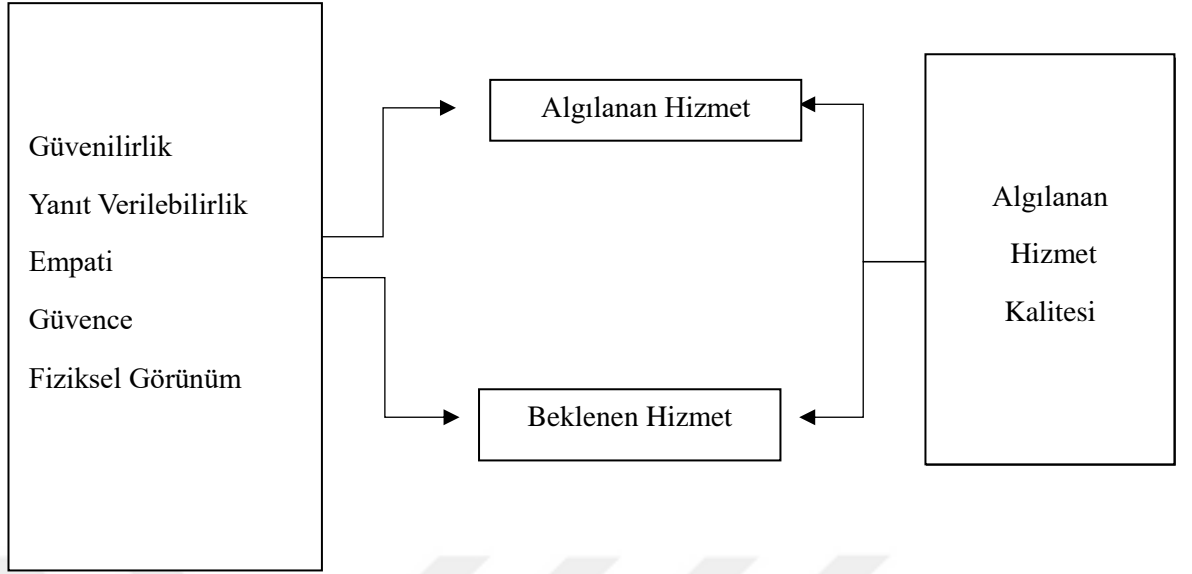 Güvenilirlik
Yanıt Verilebilirlik
Empati
Güvence
Fiziksel Görünüm
Algılanan Hizmet
Beklenen Hizmet
Algılanan
Hizmet
Kalitesi